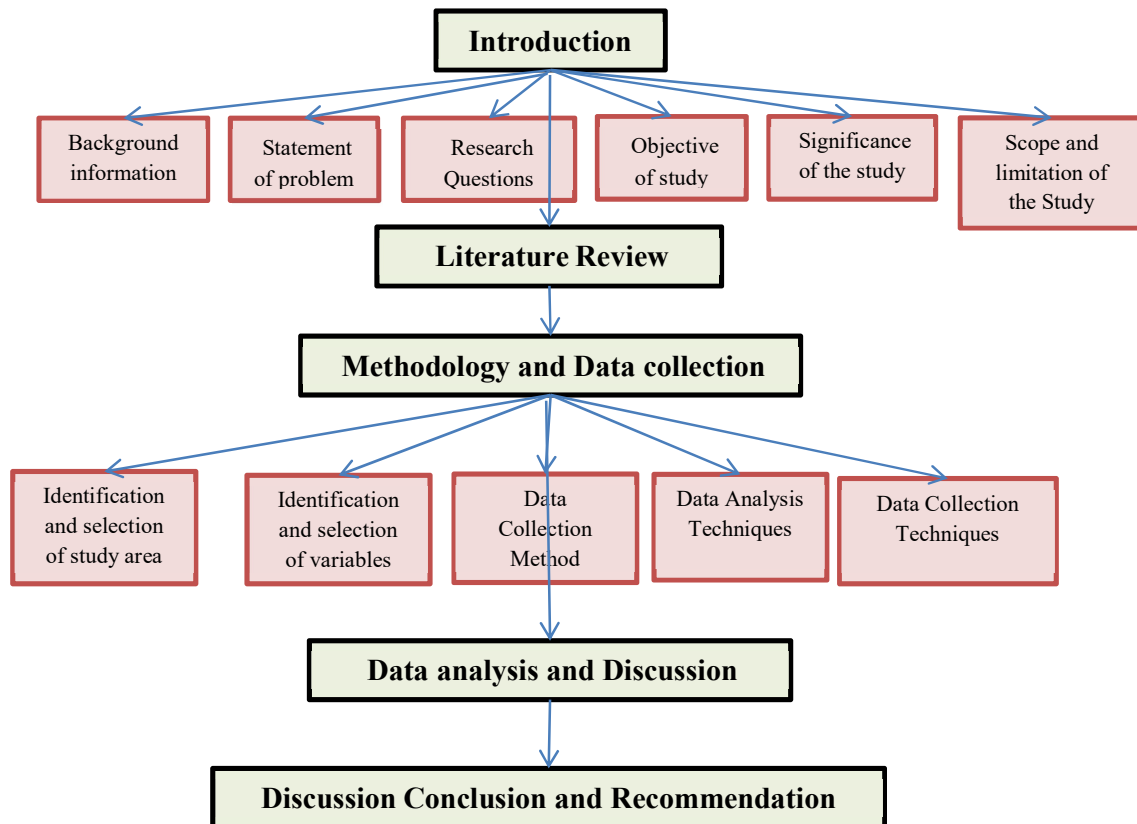 Introduction
Background
information
Statement
of problem
Research
Questions
Objective
of study
Significance
of the study
Scope and
limitation of
the Study
Literature Review
Methodology and Data collection
Identification
and selection
of study area
Identification
and selection
of variables
Data
Collection
Method
Data Analysis
Techniques
Data Collection
Techniques
Data analysis and Discussion
Discussion Conclusion and Recommendation